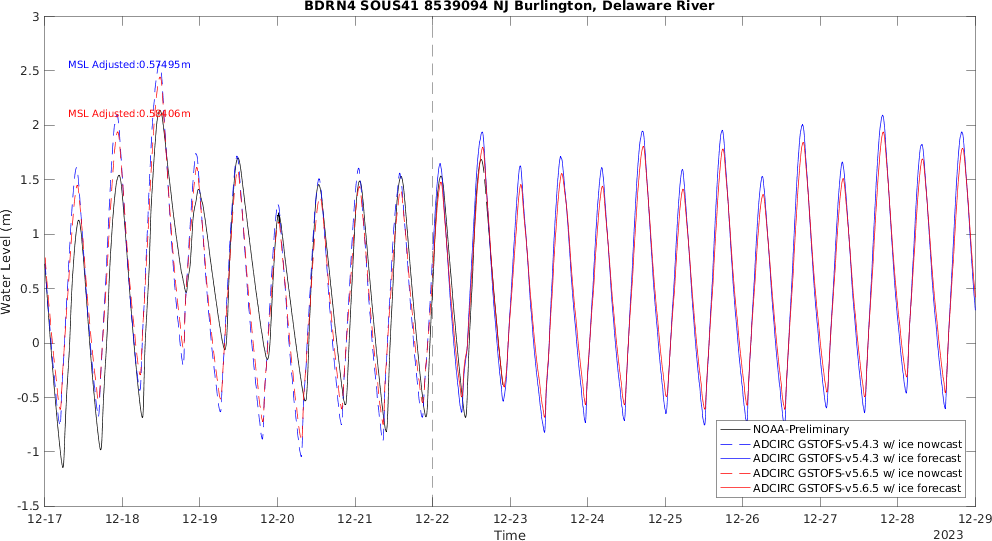 BDRN4 SOUS41 8539094 NJ Burlington, Delaware River
3
2.5
2
1.5
1
0.5
0
-0.5
-1
-1.5
Water Level (m)
MSL Adjusted:0.57495m
MSL Adjusted:0.58406m
NOAA-Preliminary
ADCIRC GSTOFS-v5.4.3 w/ ice nowcast
ADCIRC GSTOFS-v5.4.3 w/ ice forecast
ADCIRC GSTOFS-v5.6.5 w/ ice nowcast
ADCIRC GSTOFS-v5.6.5 w/ ice forecast
12-17 12-18 12-19 12-20 12-21 12-22 12-23 12-24 12-25 12-26 12-27 12-28 12-29
Time
2023